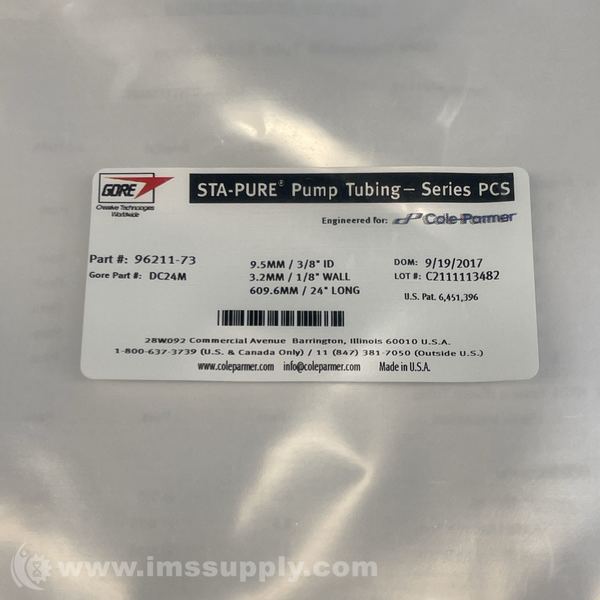 GORE
Creative Technologies
Worldwide
STA-PURE® Pump Tubing – Series PCS
Engineered for: Cole-Parmer
Part #: 96211-73
Gore Part #: DC24M
9.5MM / 3/8" ID
3.2MM / 1/8" WALL
609.6MM / 24" LONG
DOM: 9/19/2017
LOT #: C2111113482
U.S. Pat. 6,451,396
28W092 Commercial Avenue Barrington, Illinois 60010 U.S.A.
1-800-637-3739 (U.S. & Canada Only) / 11 (847) 381-7050 (Outside U.S.)
www.coleparmer.com info@coleparmer.com Made in U.S.A.
www.imssupply.com